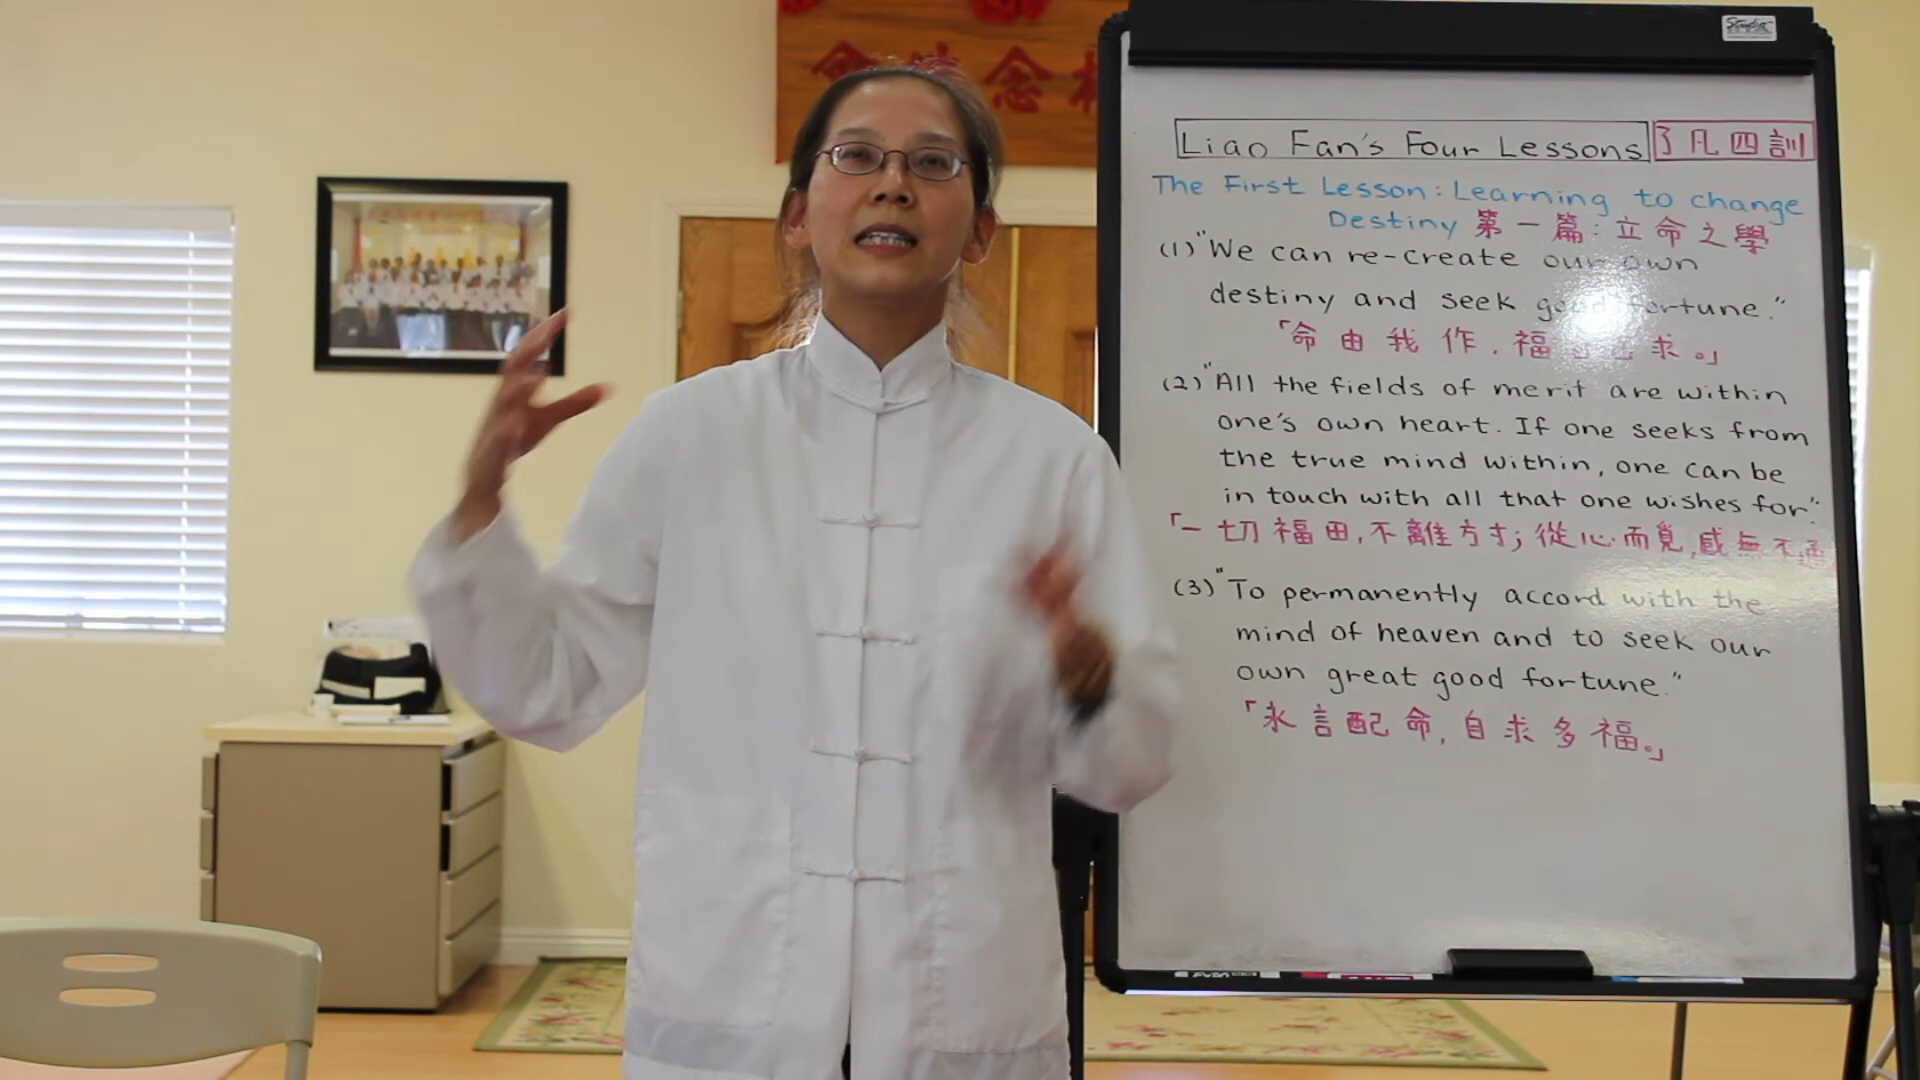 念
Liao Fan's Four Lessons 了凡四訓
The First Lesson: Learning to change
Destiny 第一篇: 立命之學
(1) "We can re-create our own
destiny and seek good fortune."
「命由我作,福 求。」
(2) "All the fields of merit are within
one's own heart. If one seeks from
the true mind within, one can be
in touch with all that one wishes for."
「一切福田,不離方寸;從心而覓,感無不通
(3) "To permanently accord with the
mind of heaven and to seek our
own great good fortune."
「永言配命,自求多福。」